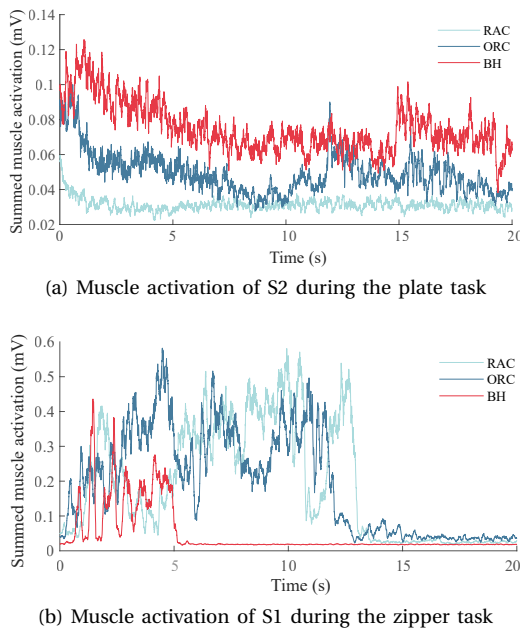 Summed muscle activation (mV)
0.14
0.12
0.1
0.08
0.06
0.04
0.02
RAC
ORC
BH
0 5 10 15 20
Time (s)
(a) Muscle activation of S2 during the plate task
Summed muscle activation (mV)
0.6
0.5
0.4
0.3
0.2
0.1
0
RAC
ORC
BH
0 5 10 15 20
Time (s)
(b) Muscle activation of S1 during the zipper task